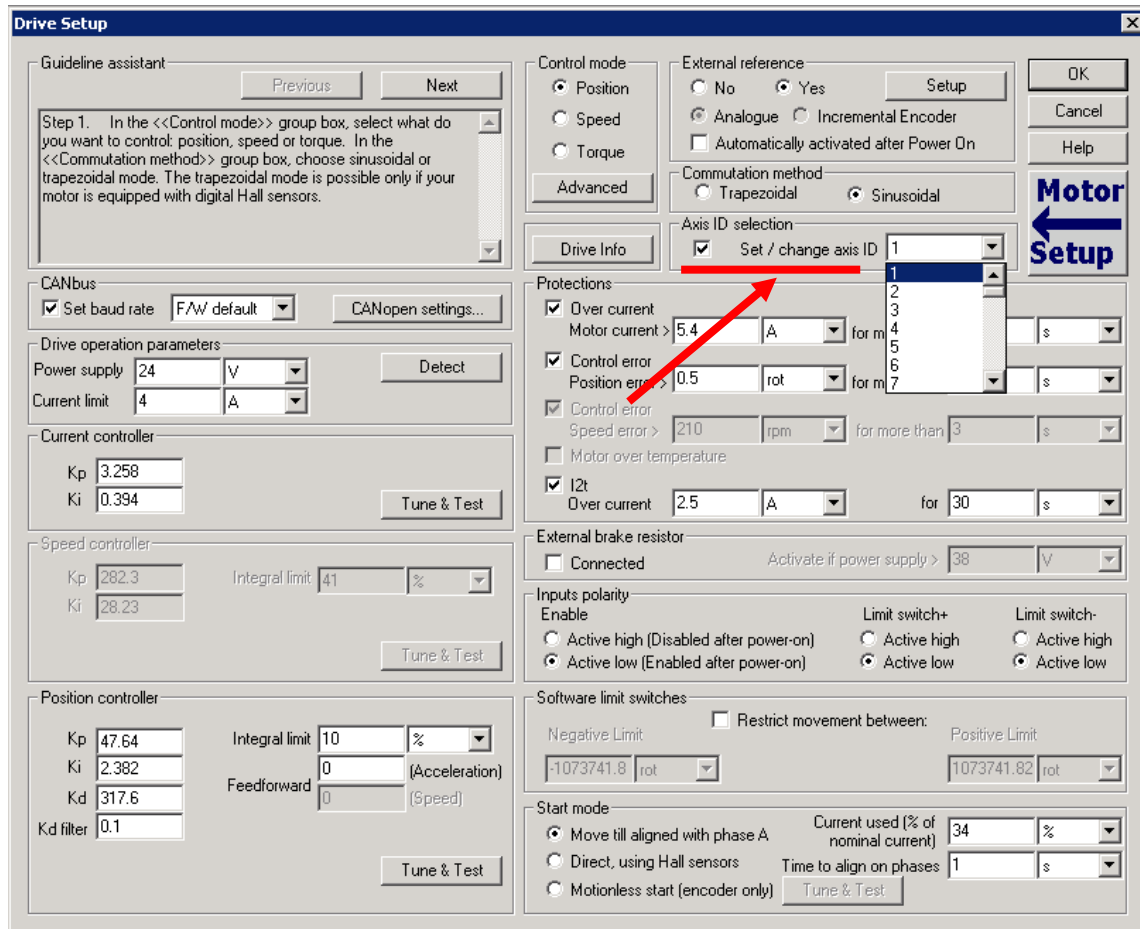 Drive Setup
Guideline assistant
Previous
Next
Step 1. In the <<Control mode>> group box, select what do
you want to control: position, speed or torque. In the
<<Commutation method>> group box, choose sinusoidal or
trapezoidal mode. The trapezoidal mode is possible only if your
motor is equipped with digital Hall sensors.
Control mode
Position
Speed
Torque
Advanced
External reference
No Yes Setup
Analogue Incremental Encoder
Automatically activated after Power On
OK
Cancel
Help
Commutation method
Trapezoidal Sinusoidal
Motor
Setup
Drive Info
Axis ID selection
Set / change axis ID 1
1
2
3
4
5
6
7
CANbus
Set baud rate F/W default CANopen settings...
Drive operation parameters
Power supply 24 V Detect
Current limit 4 A
Current controller
Kp 3.258
Ki 0.394
Tune & Test
Speed controller
Kp 282.3 Integral limit 41 %
Ki 28.23
Tune & Test
Position controller
Kp 47.64 Integral limit 10 %
Ki 2.382 Feedforward 0 (Acceleration)
Kd 317.6 0 (Speed)
Kd filter 0.1
Tune & Test
Protections
Over current
Motor current > 5.4 A for m s
Control error
Position error > 0.5 rot for m s
Control error
Speed error > 210 rpm for more than 3 s
Motor over temperature
I2t
Over current 2.5 A for 30 s
External brake resistor
Connected Activate if power supply > 38 V
Inputs polarity
Enable Limit switch+ Limit switch-
Active high (Disabled after power-on) Active high Active high
Active low (Enabled after power-on) Active low Active low
Software limit switches
Restrict movement between:
Negative Limit Positive Limit
-1073741.8 rot 1073741.82 rot
Start mode
Move till aligned with phase A Current used (% of
nominal current) 34 %
Direct, using Hall sensors Time to align on phases 1 s
Motionless start (encoder only) Tune & Test